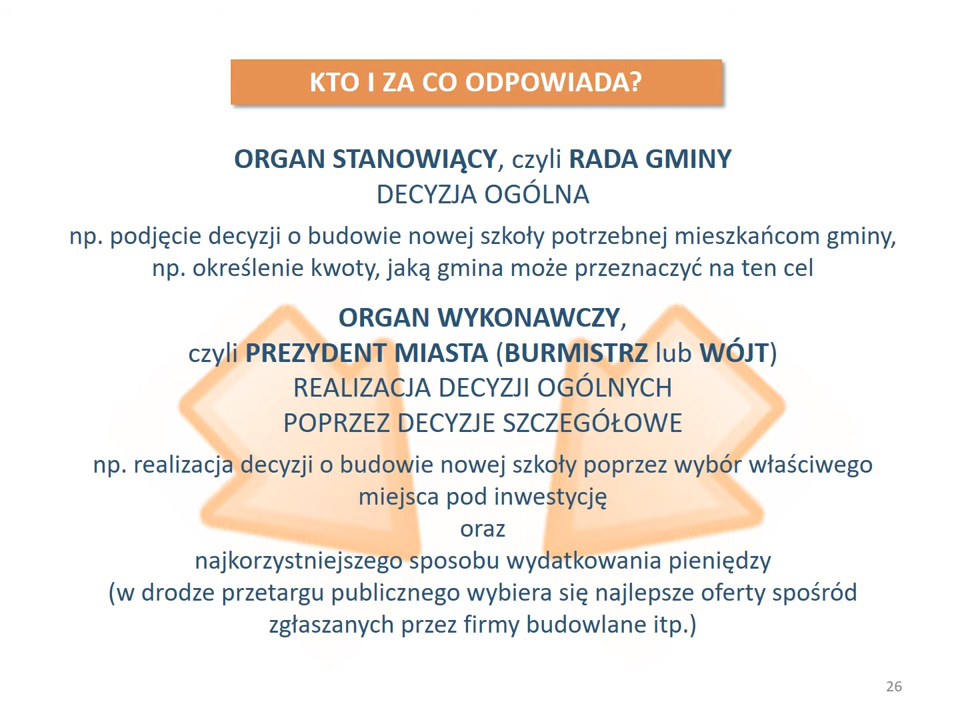 KTO I ZA CO ODPOWIADA?
ORGAN STANOWIĄCY, czyli RADA GMINY
DECYZJA OGÓLNA
np. podjęcie decyzji o budowie nowej szkoły potrzebnej mieszkańcom gminy,
np. określenie kwoty, jaką gmina może przeznaczyć na ten cel
ORGAN WYKONAWCZY,
czyli PREZYDENT MIASTA (BURMISTRZ lub WÓJT)
REALIZACJA DECYZJI OGÓLNYCH
POPRZEZ DECYZJE SZCZEGÓŁOWE
np. realizacja decyzji o budowie nowej szkoły poprzez wybór właściwego
miejsca pod inwestycję
oraz
najkorzystniejszego sposobu wydatkowania pieniędzy
(w drodze przetargu publicznego wybiera się najlepsze oferty spośród
zgłaszanych przez firmy budowlane itp.)
26